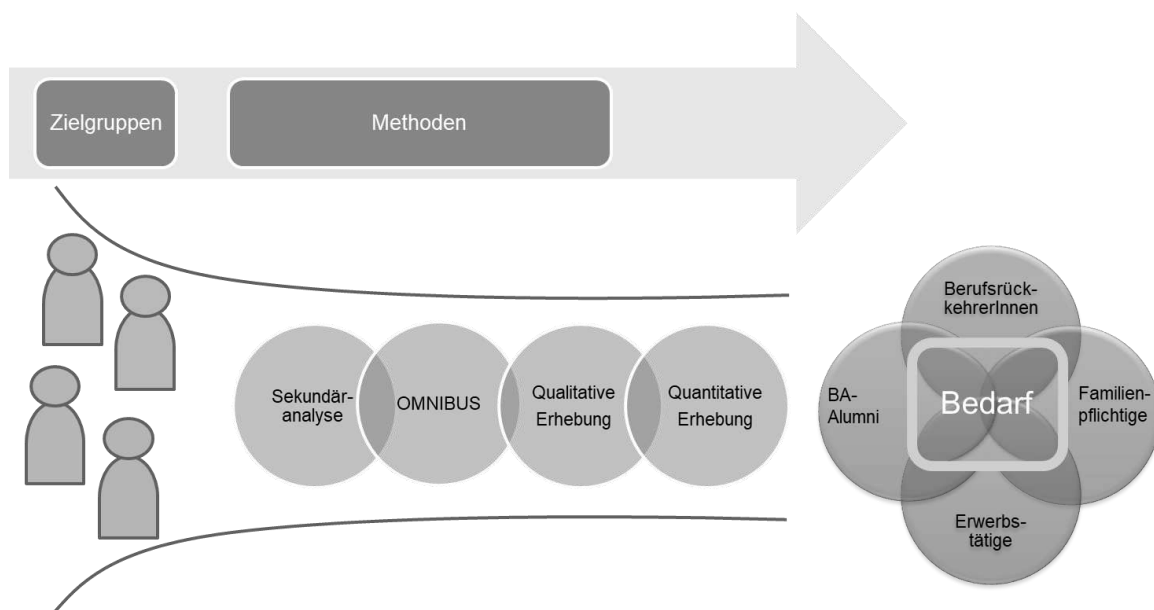 Zielgruppen
Methoden
Sekundär-
analyse
OMNIBUS
Qualitative
Erhebung
Quantitative
Erhebung
Berufsrück-
kehrerInnen
BA-
Alumni
Bedarf
Familien-
pflichtige
Erwerbs-
tätige